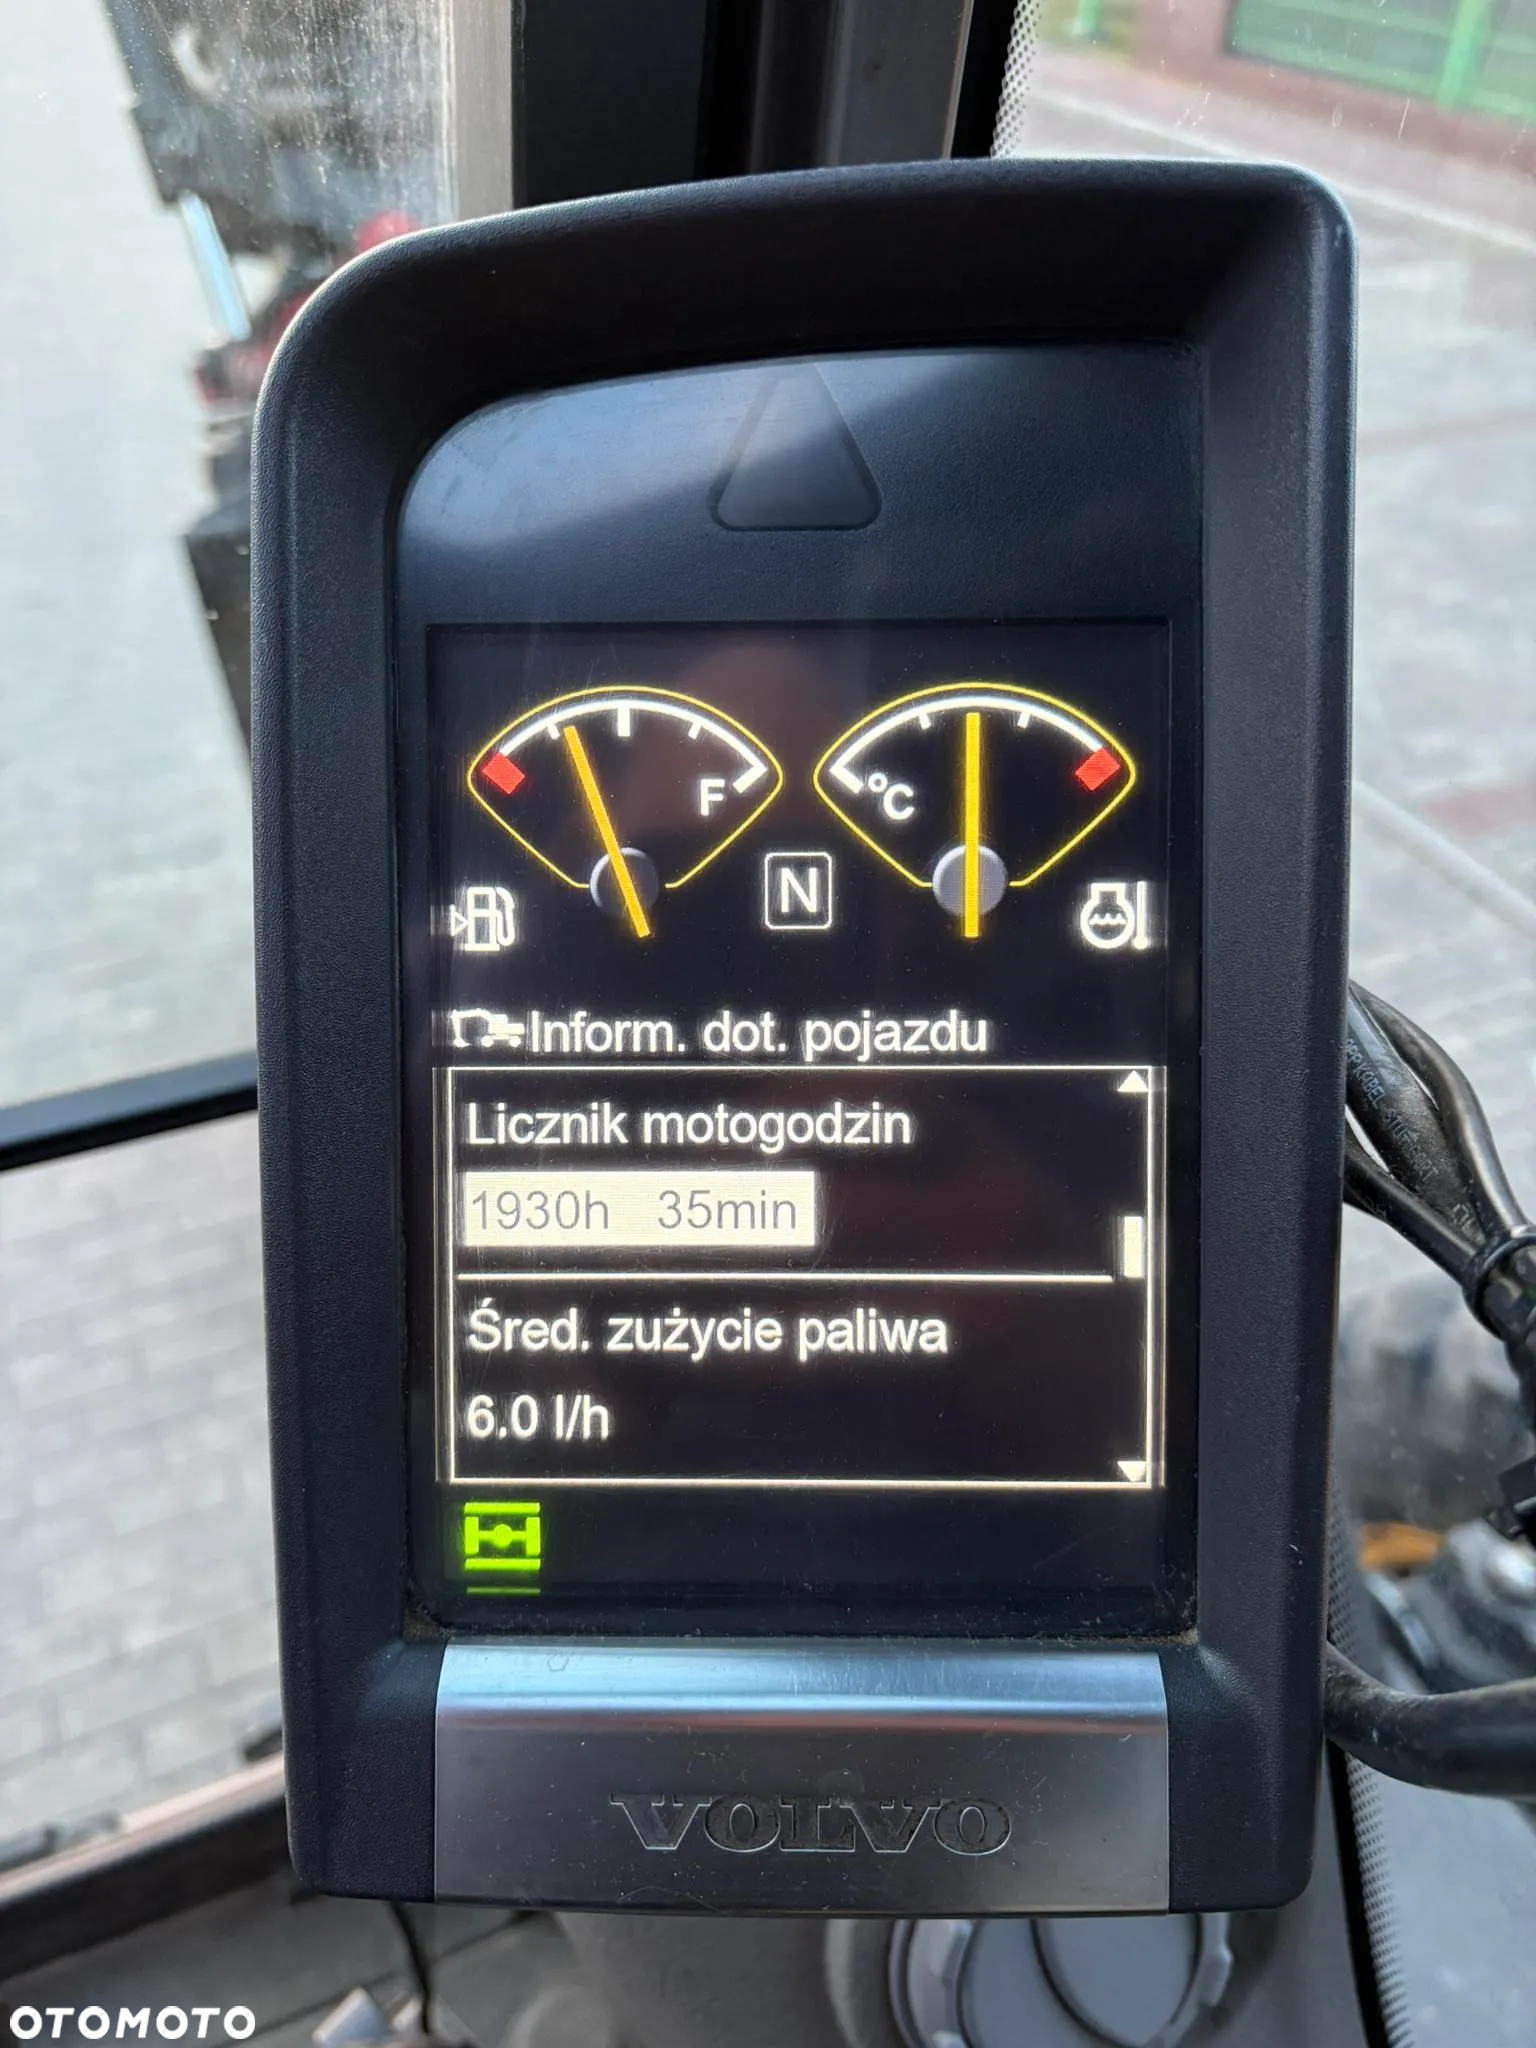 F
°C
N
Inform. dot. pojazdu
Licznik motogodzin
1930h 35min
Śred. zużycie paliwa
6.0 l/h
VOLVO
OTOMOTO